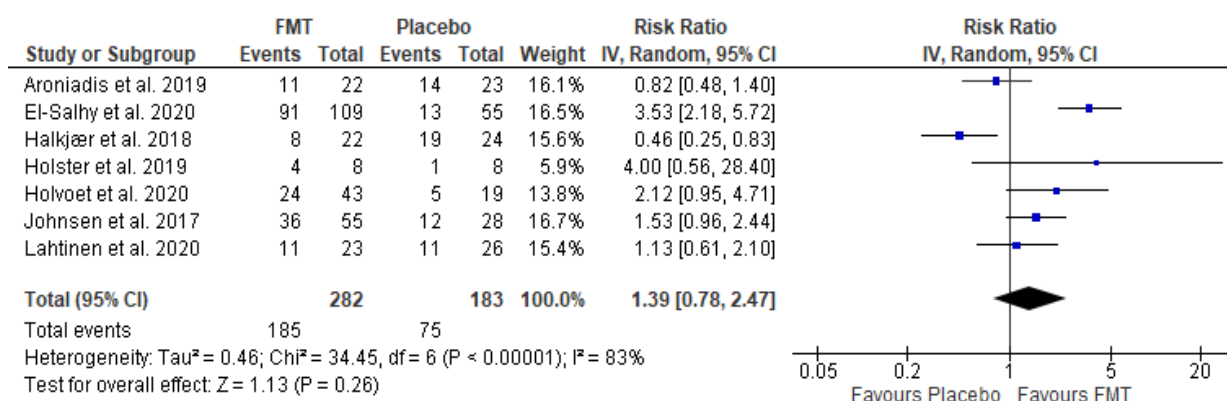 FMT Placebo Risk Ratio Risk Ratio
Study or Subgroup Events Total Events Total Weight IV, Random, 95% CI IV, Random, 95% CI
Aroniadis et al. 2019 11 22 14 23 16.1% 0.82 [0.48, 1.40]
El-Salhy et al. 2020 91 109 13 55 16.5% 3.53 [2.18, 5.72]
Halkjær et al. 2018 8 22 19 24 15.6% 0.46 [0.25, 0.83]
Holster et al. 2019 4 8 1 8 5.9% 4.00 [0.56, 28.40]
Holvoet et al. 2020 24 43 5 19 13.8% 2.12 [0.95, 4.71]
Johnsen et al. 2017 36 55 12 28 16.7% 1.53 [0.96, 2.44]
Lahtinen et al. 2020 11 23 11 26 15.4% 1.13 [0.61, 2.10]
Total (95% CI) 282 183 100.0% 1.39 [0.78, 2.47]
Total events 185 75
Heterogeneity: Tau² = 0.46; Chi² = 34.45, df = 6 (P < 0.00001); I² = 83%
Test for overall effect: Z = 1.13 (P = 0.26)
0.05 0.2 1 5 20
Favours Placebo Favours FMT